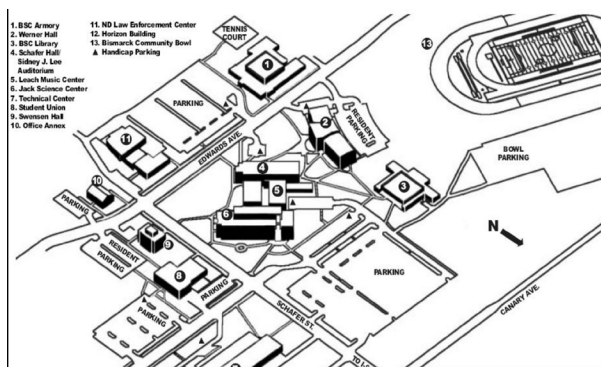 1. BSC Armory
2. Werner Hall
3. BSC Library
4. Schafer Hall/
Sidney J. Lee
Auditorium
5. Leach Music Center
6. Jack Science Center
7. Technical Center
8. Student Union
9. Swensen Hall
10. Office Annex
11. ND Law Enforcement Center
12. Horizon Building
13. Bismarck Community Bowl
▲ Handicap Parking
TENNIS
COURT
1
13
PARKING
2
RESIDENT
PARKING
11
EDWARDS AVE.
BOWL
PARKING
4
3
5
10
PARKING
6
N
9
RESIDENT
PARKING
8
PARKING
PARKING
PARKING
SCHAFER ST.
CANARY AVE.